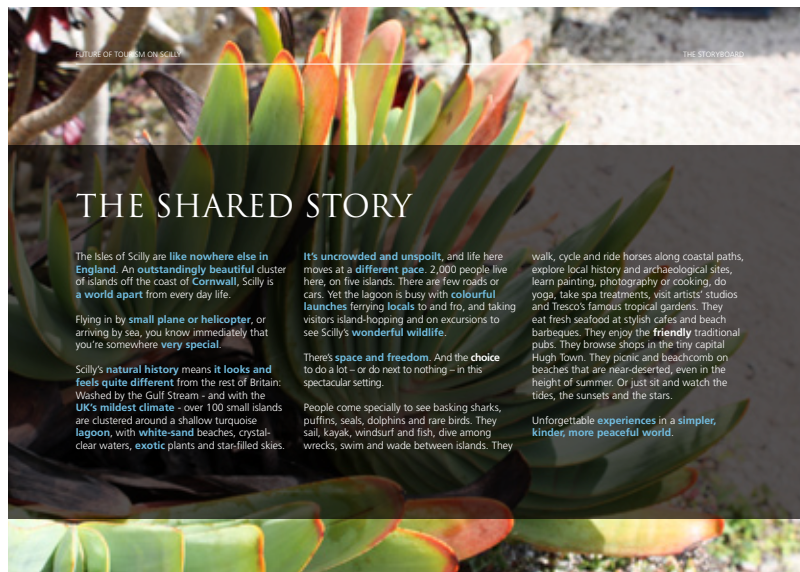 FUTURE OF TOURISM ON SCILLY
THE STORYBOARD
THE SHARED STORY
The Isles of Scilly are like nowhere else in
England. An outstandingly beautiful cluster
of islands off the coast of Cornwall, Scilly is
a world apart from every day life.
Flying in by small plane or helicopter, or
arriving by sea, you know immediately that
you're somewhere very special.
Scilly's natural history means it looks and
feels quite different from the rest of Britain:
Washed by the Gulf Stream - and with the
UK's mildest climate - over 100 small islands
are clustered around a shallow turquoise
lagoon, with white-sand beaches, crystal-
clear waters, exotic plants and star-filled skies.
It's uncrowded and unspoilt, and life here
moves at a different pace. 2,000 people live
here, on five islands. There are few roads or
cars. Yet the lagoon is busy with colourful
launches ferrying locals to and fro, and taking
visitors island-hopping and on excursions to
see Scilly's wonderful wildlife.
There's space and freedom. And the choice
to do a lot – or do next to nothing – in this
spectacular setting.
People come specially to see basking sharks,
puffins, seals, dolphins and rare birds. They
sail, kayak, windsurf and fish, dive among
wrecks, swim and wade between islands. They
walk, cycle and ride horses along coastal paths,
explore local history and archaeological sites,
learn painting, photography or cooking, do
yoga, take spa treatments, visit artists' studios
and Tresco's famous tropical gardens. They
eat fresh seafood at stylish cafes and beach
barbeques. They enjoy the friendly traditional
pubs. They browse shops in the tiny capital
Hugh Town. They picnic and beachcomb on
beaches that are near-deserted, even in the
height of summer. Or just sit and watch the
tides, the sunsets and the stars.
Unforgettable experiences in a simpler,
kinder, more peaceful world.